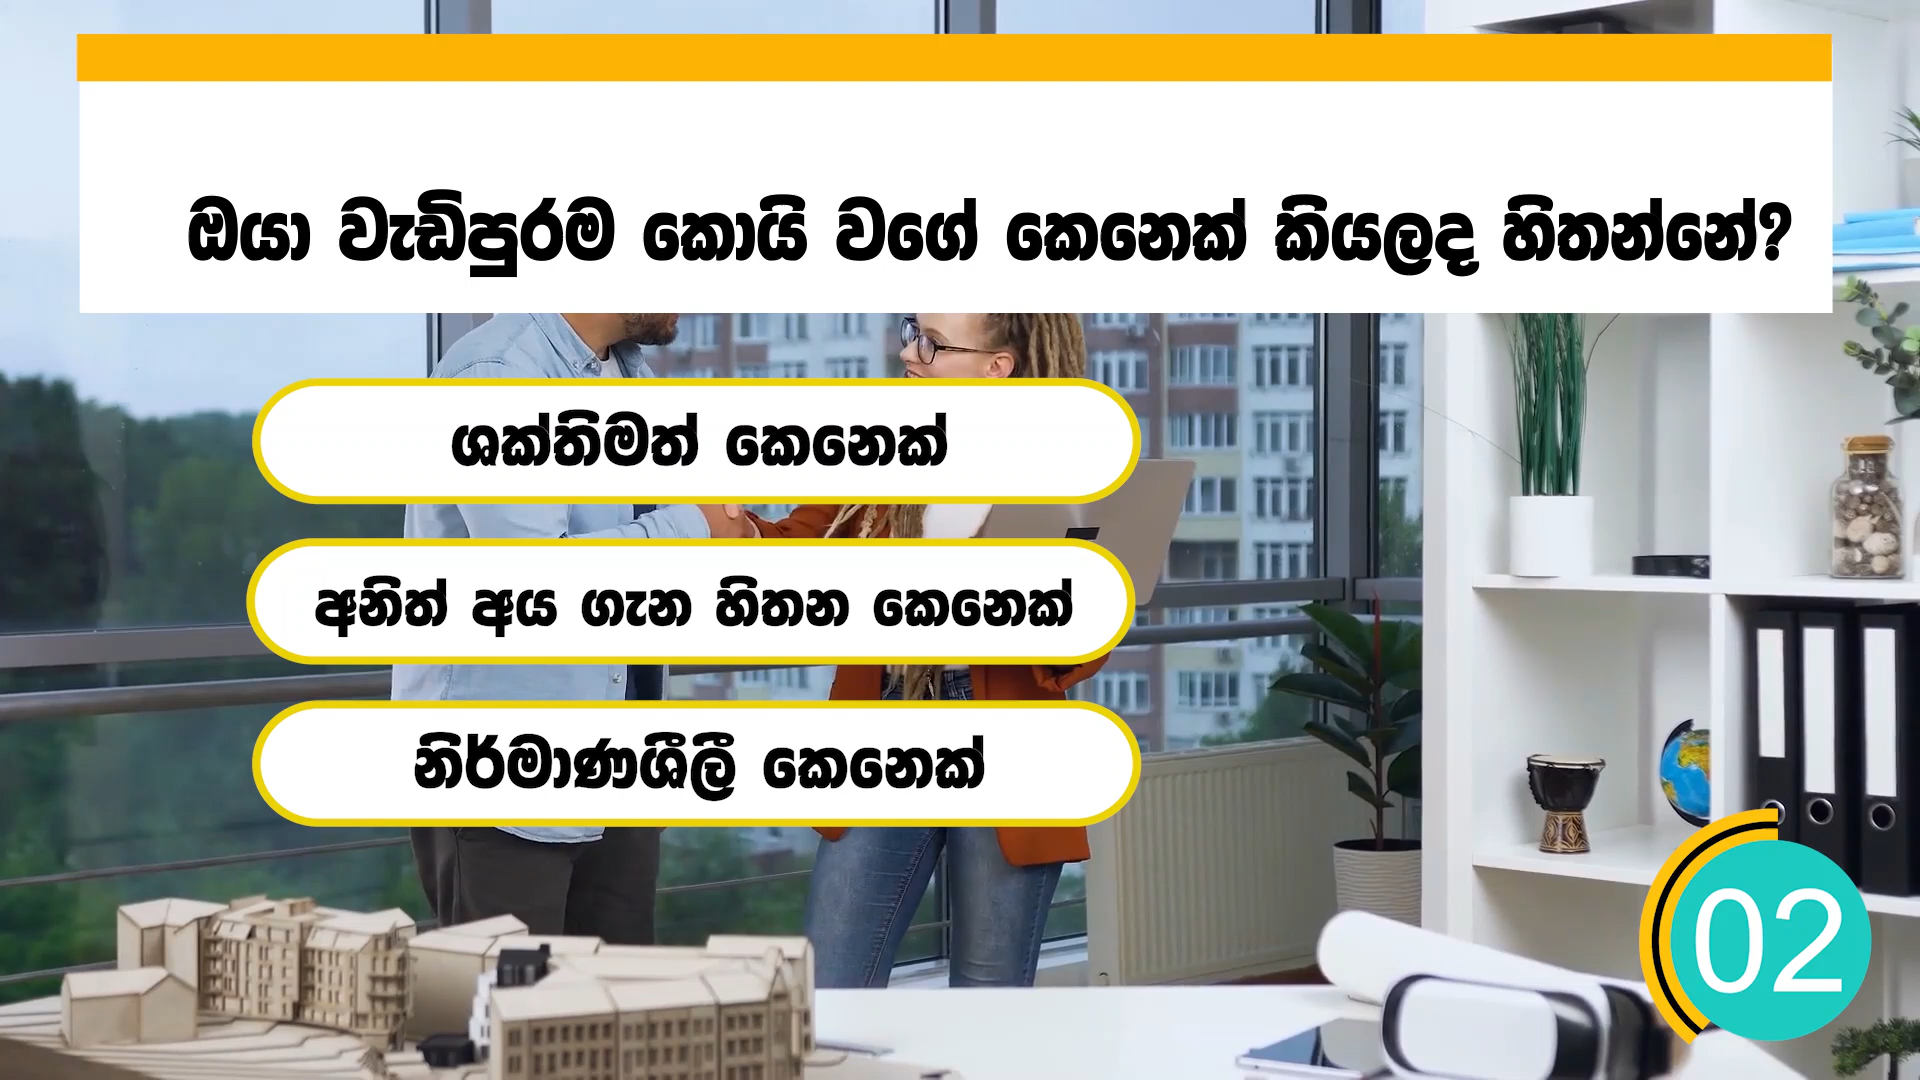 ඔයා වැඩිපුරම කොයි වගේ කෙනෙක් කියලද හිතන්නේ?
ශක්තිමත් කෙනෙක්
අනිත් අය ගැන හිතන කෙනෙක්
නිර්මාණශීලී කෙනෙක්
02